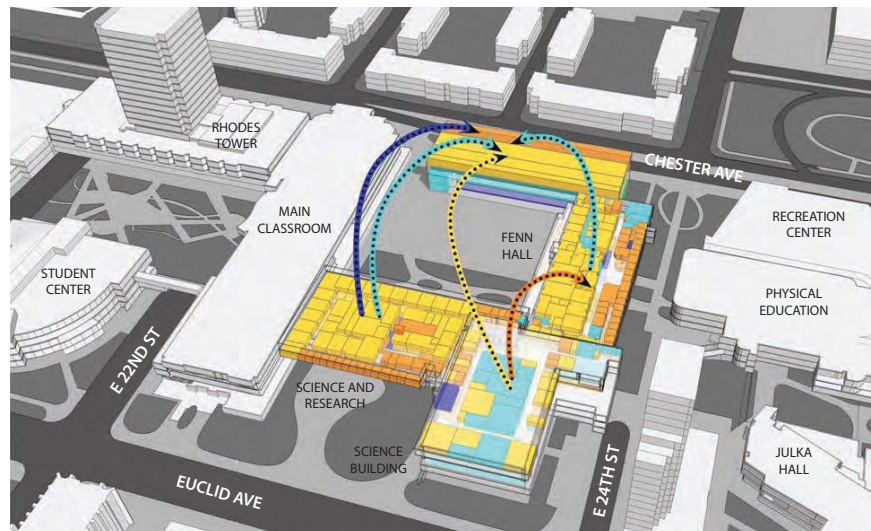 RHODES
TOWER
CHESTER AVE
MAIN
CLASSROOM
RECREATION
CENTER
FENN
HALL
STUDENT
CENTER
PHYSICAL
EDUCATION
E 22ND ST
SCIENCE AND
RESEARCH
SCIENCE
BUILDING
JULKA
HALL
EUCLID AVE
E 24TH ST